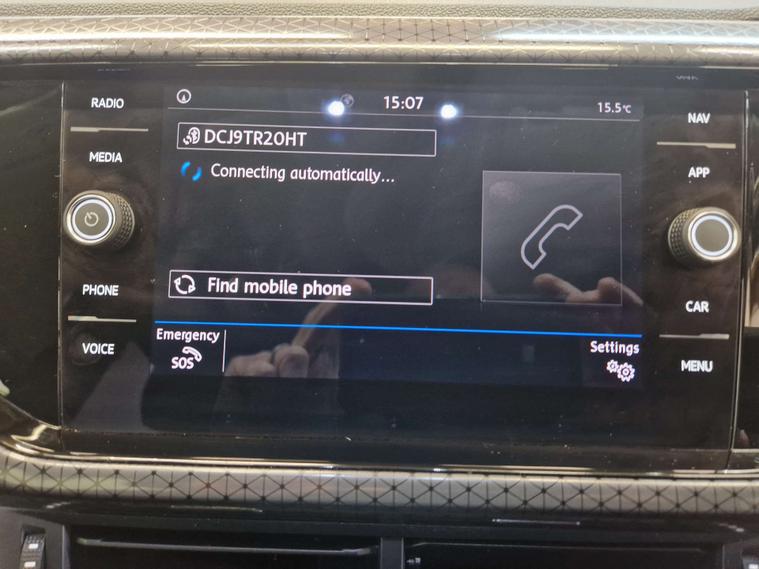 RADIO
MEDIA
PHONE
VOICE
15:07
15.5°C
DCJ9TR20HT
Connecting automatically...
Find mobile phone
Emergency
SOS
Settings
NAV
APP
CAR
MENU